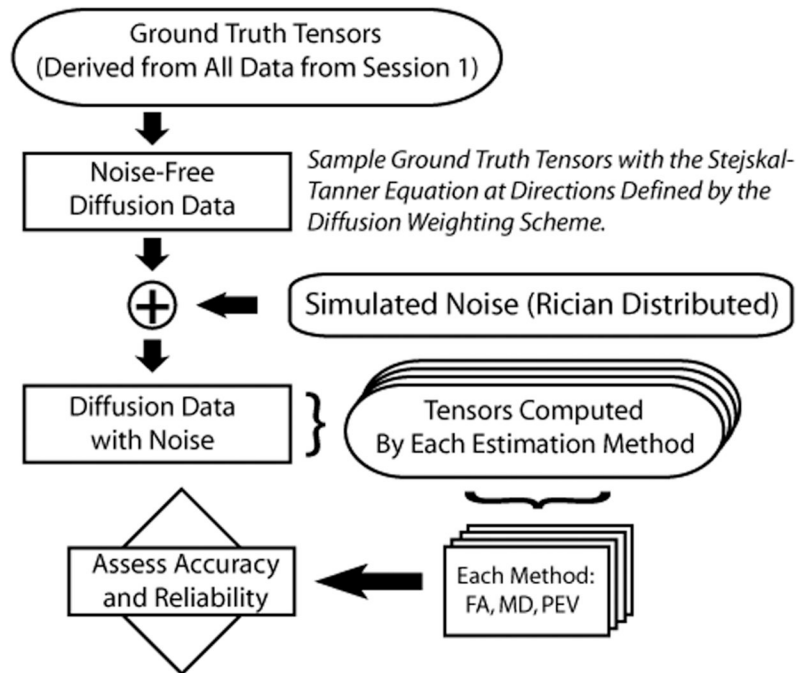 Ground Truth Tensors
(Derived from All Data from Session 1)
Noise-Free
Diffusion Data
Sample Ground Truth Tensors with the Stejskal-
Tanner Equation at Directions Defined by the
Diffusion Weighting Scheme.
Simulated Noise (Rician Distributed)
Diffusion Data
with Noise
Tensors Computed
By Each Estimation Method
Each Method:
FA, MD, PEV
Assess Accuracy
and Reliability